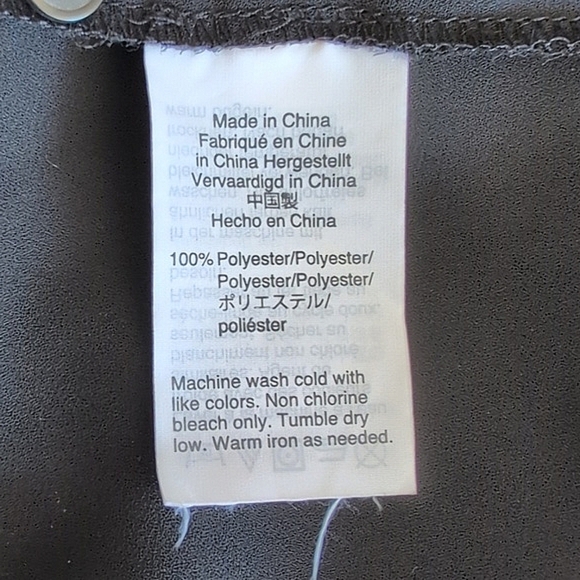 Made in China
Fabriqué en Chine
in China Hergestellt
Vervaardigd in China
中国製
Hecho en China
100% Polyester/Polyester/
Polyester/Polyester/
ポリエステル/
poliéster
Machine wash cold with
like colors. Non chlorine
bleach only. Tumble dry
low. Warm iron as needed.